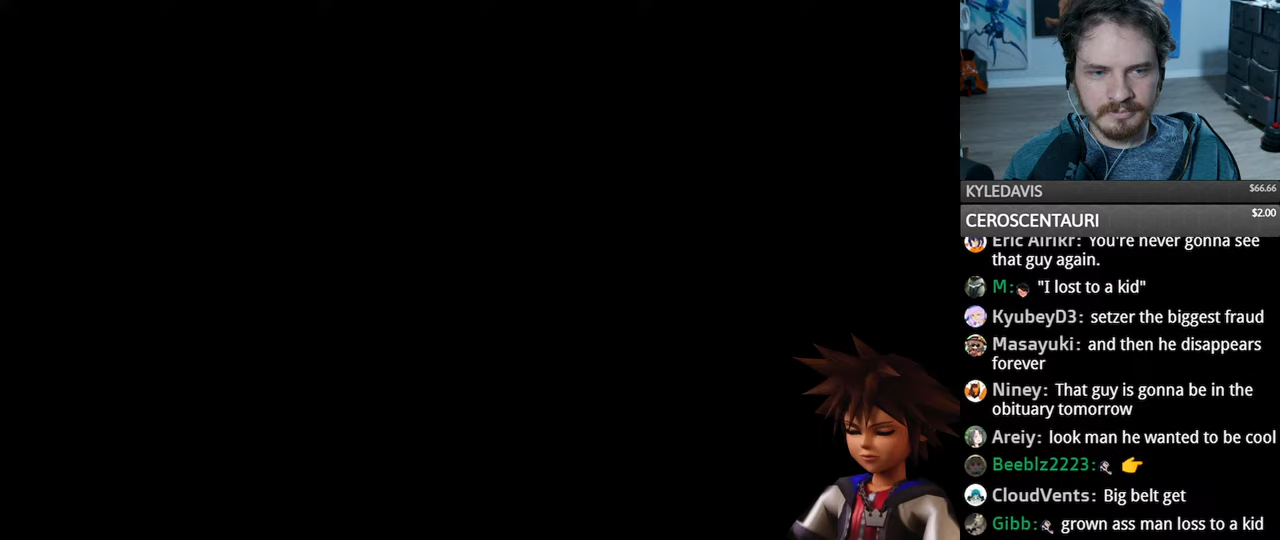 KYLEDAVIS $66.66
CEROSCENTAURI $2.00
Eric Airikr: You're never gonna see
that guy again.
M: "I lost to a kid"
KyubeyD3: setzer the biggest fraud
Masayuki: and then he disappears
forever
Niney: That guy is gonna be in the
obituary tomorrow
Areiy: look man he wanted to be cool
Beeblz2223:
CloudVents: Big belt get
Gibb: grown ass man loss to a kid